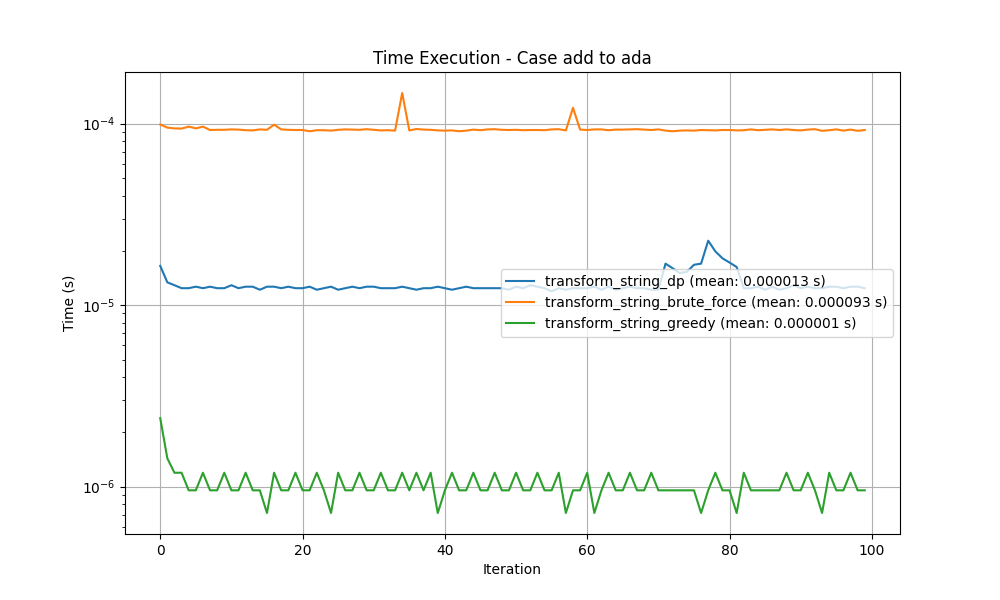 Time Execution - Case add to ada
Time (s)
10⁻⁴
10⁻⁵
10⁻⁶
transform_string_dp (mean: 0.000013 s)
transform_string_brute_force (mean: 0.000093 s)
transform_string_greedy (mean: 0.000001 s)
0 20 40 60 80 100
Iteration